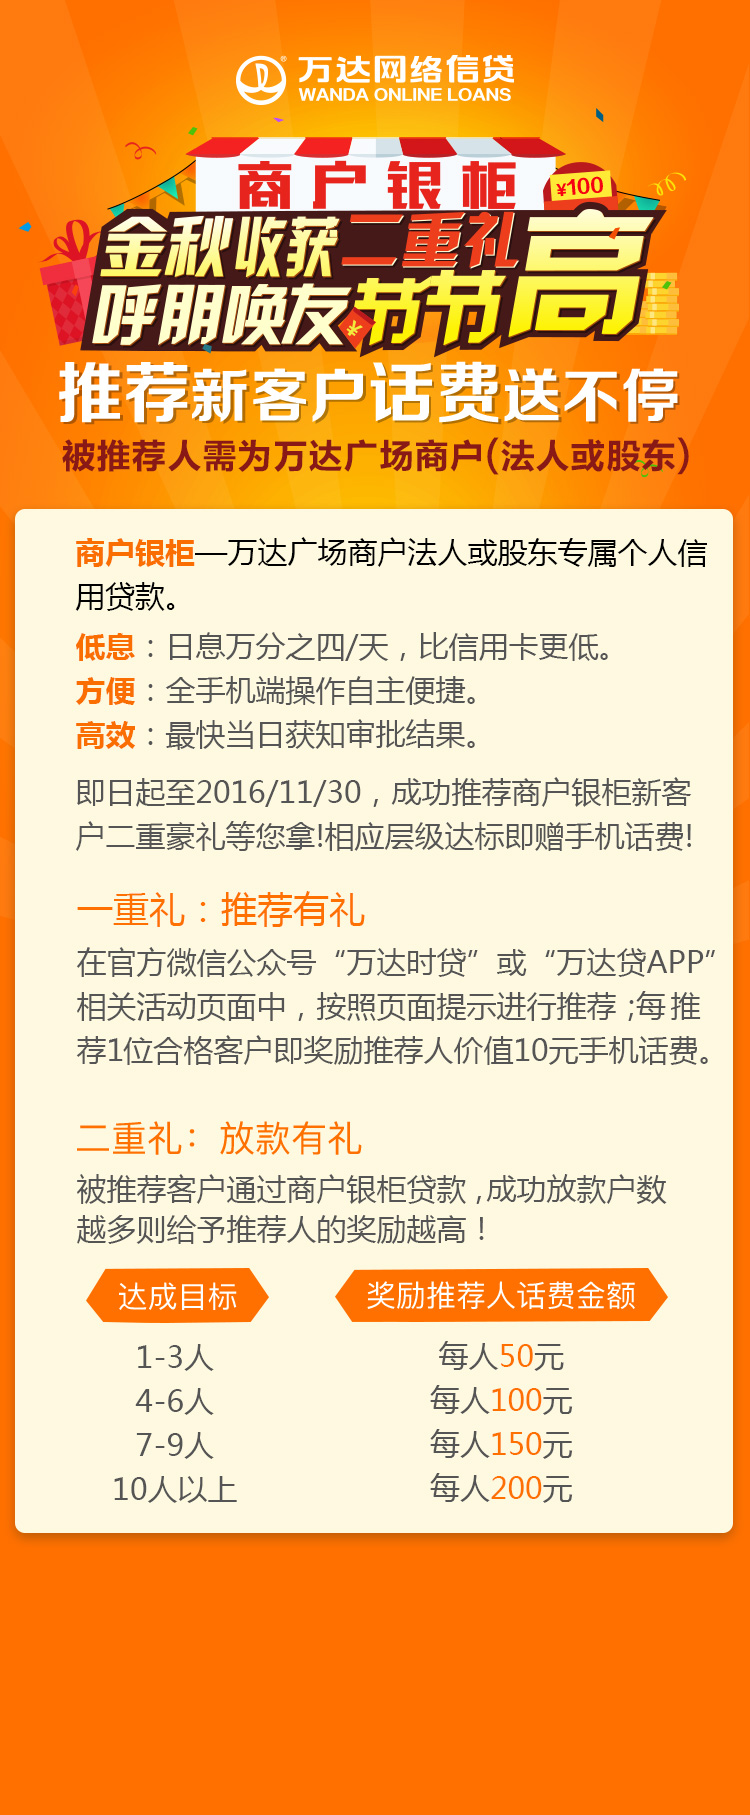 万达网络信贷
WANDA ONLINE LOANS
商户银柜
¥100
金秋收获二重礼
呼朋唤友节节高
推荐新客户话费送不停
被推荐人需为万达广场商户(法人或股东)
商户银柜—万达广场商户法人或股东专属个人信
用贷款。
低息：日息万分之四/天，比信用卡更低。
方便：全手机端操作自主便捷。
高效：最快当日获知审批结果。
即日起至2016/11/30，成功推荐商户银柜新客
户二重豪礼等您拿!相应层级达标即赠手机话费!
一重礼：推荐有礼
在官方微信公众号“万达时贷”或“万达贷APP”
相关活动页面中，按照页面提示进行推荐;每推
荐1位合格客户即奖励推荐人价值10元手机话费。
二重礼：放款有礼
被推荐客户通过商户银柜贷款,成功放款户数
越多则给予推荐人的奖励越高！
达成目标 奖励推荐人话费金额
1-3人 每人50元
4-6人 每人100元
7-9人 每人150元
10人以上 每人200元